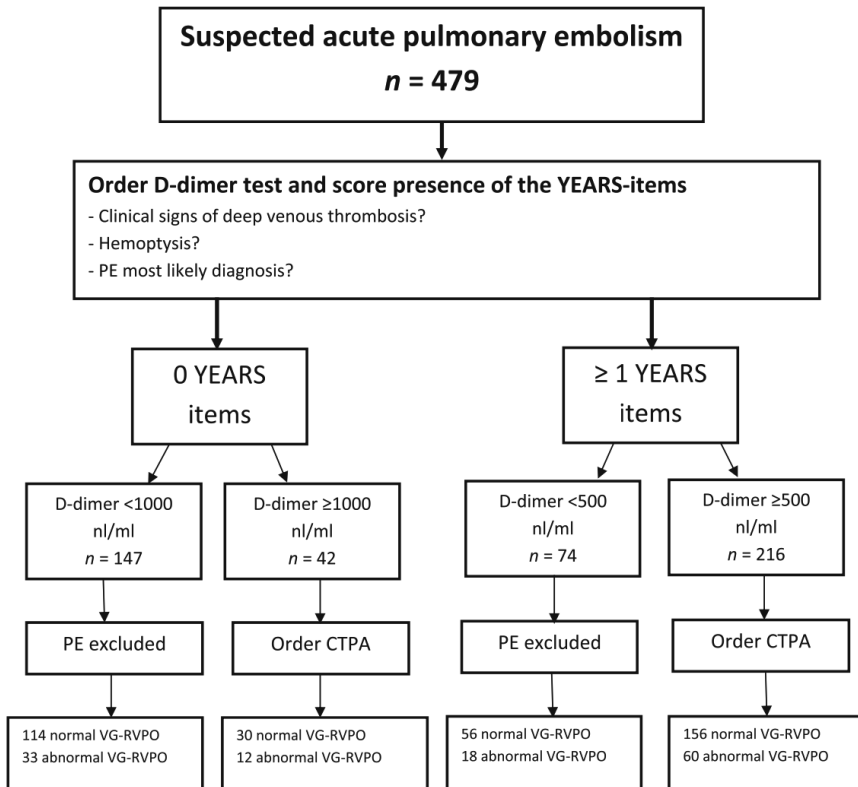 Suspected acute pulmonary embolism
n = 479
Order D-dimer test and score presence of the YEARS-items
- Clinical signs of deep venous thrombosis?
- Hemoptysis?
- PE most likely diagnosis?
0 YEARS
items
≥ 1 YEARS
items
D-dimer <1000
nl/ml
n = 147
D-dimer ≥1000
nl/ml
n = 42
D-dimer <500
nl/ml
n = 74
D-dimer ≥500
nl/ml
n = 216
PE excluded
Order CTPA
PE excluded
Order CTPA
114 normal VG-RVPO
33 abnormal VG-RVPO
30 normal VG-RVPO
12 abnormal VG-RVPO
56 normal VG-RVPO
18 abnormal VG-RVPO
156 normal VG-RVPO
60 abnormal VG-RVPO